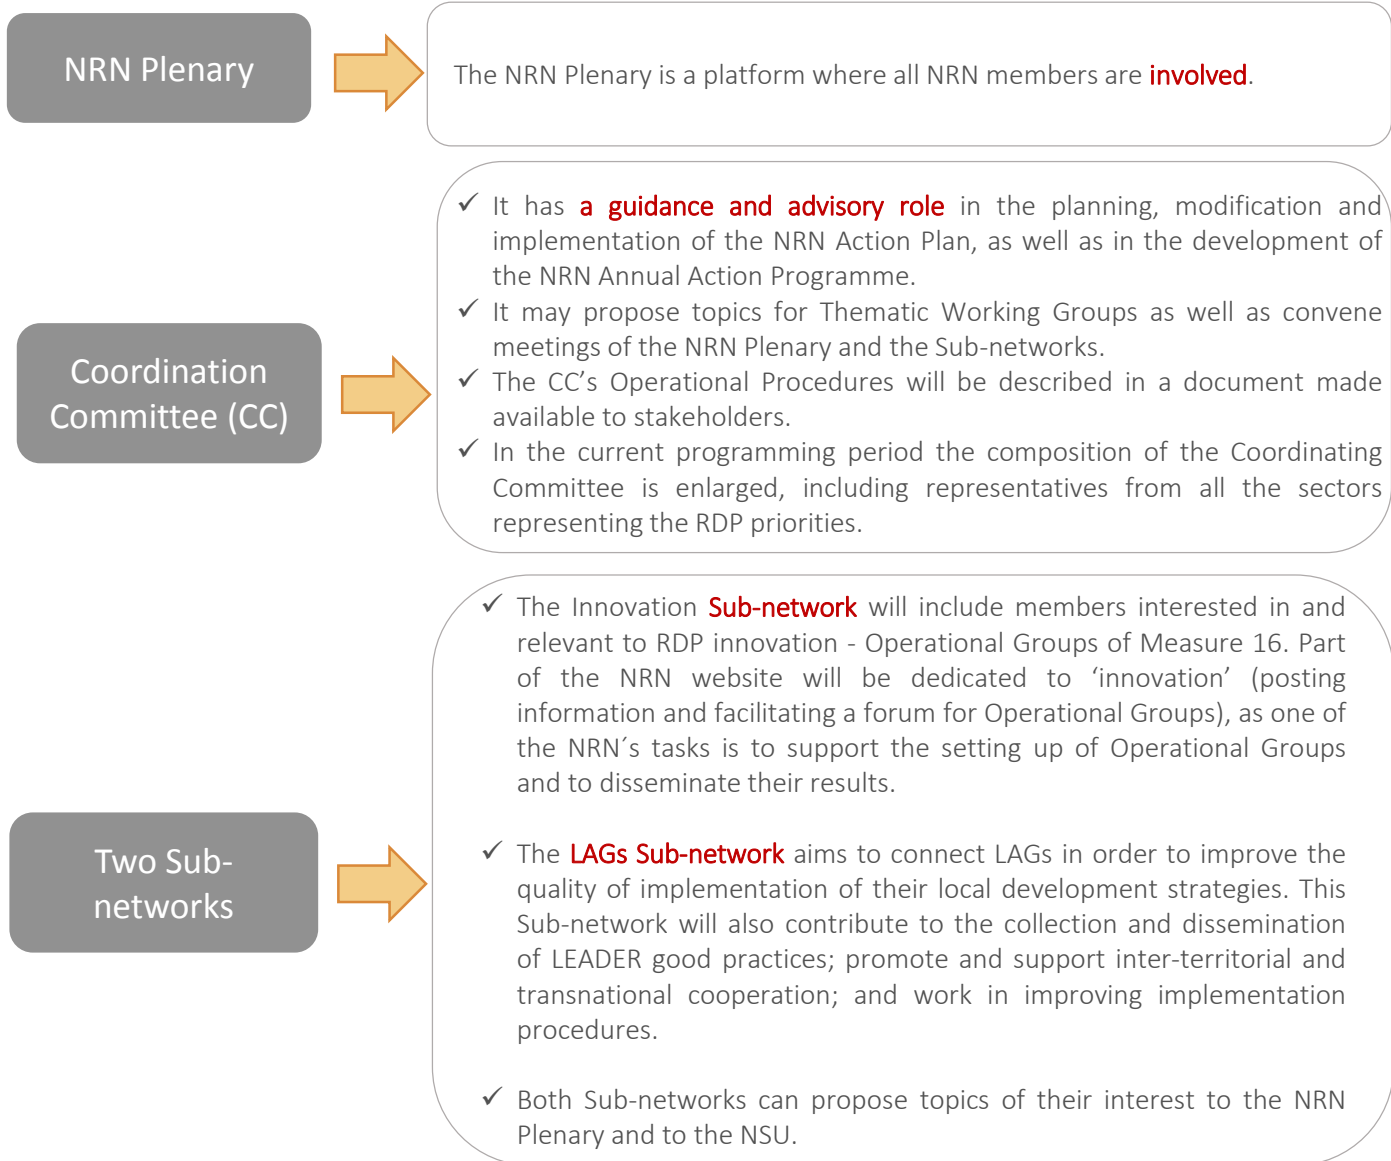 NRN Plenary
The NRN Plenary is a platform where all NRN members are involved.
Coordination
Committee (CC)
✓ It has a guidance and advisory role in the planning, modification and
implementation of the NRN Action Plan, as well as in the development of
the NRN Annual Action Programme.
✓ It may propose topics for Thematic Working Groups as well as convene
meetings of the NRN Plenary and the Sub-networks.
✓ The CC’s Operational Procedures will be described in a document made
available to stakeholders.
✓ In the current programming period the composition of the Coordinating
Committee is enlarged, including representatives from all the sectors
representing the RDP priorities.
Two Sub-
networks
✓ The Innovation Sub-network will include members interested in and
relevant to RDP innovation - Operational Groups of Measure 16. Part
of the NRN website will be dedicated to ‘innovation’ (posting
information and facilitating a forum for Operational Groups), as one of
the NRN´s tasks is to support the setting up of Operational Groups
and to disseminate their results.
✓ The LAGs Sub-network aims to connect LAGs in order to improve the
quality of implementation of their local development strategies. This
Sub-network will also contribute to the collection and dissemination
of LEADER good practices; promote and support inter-territorial and
transnational cooperation; and work in improving implementation
procedures.
✓ Both Sub-networks can propose topics of their interest to the NRN
Plenary and to the NSU.